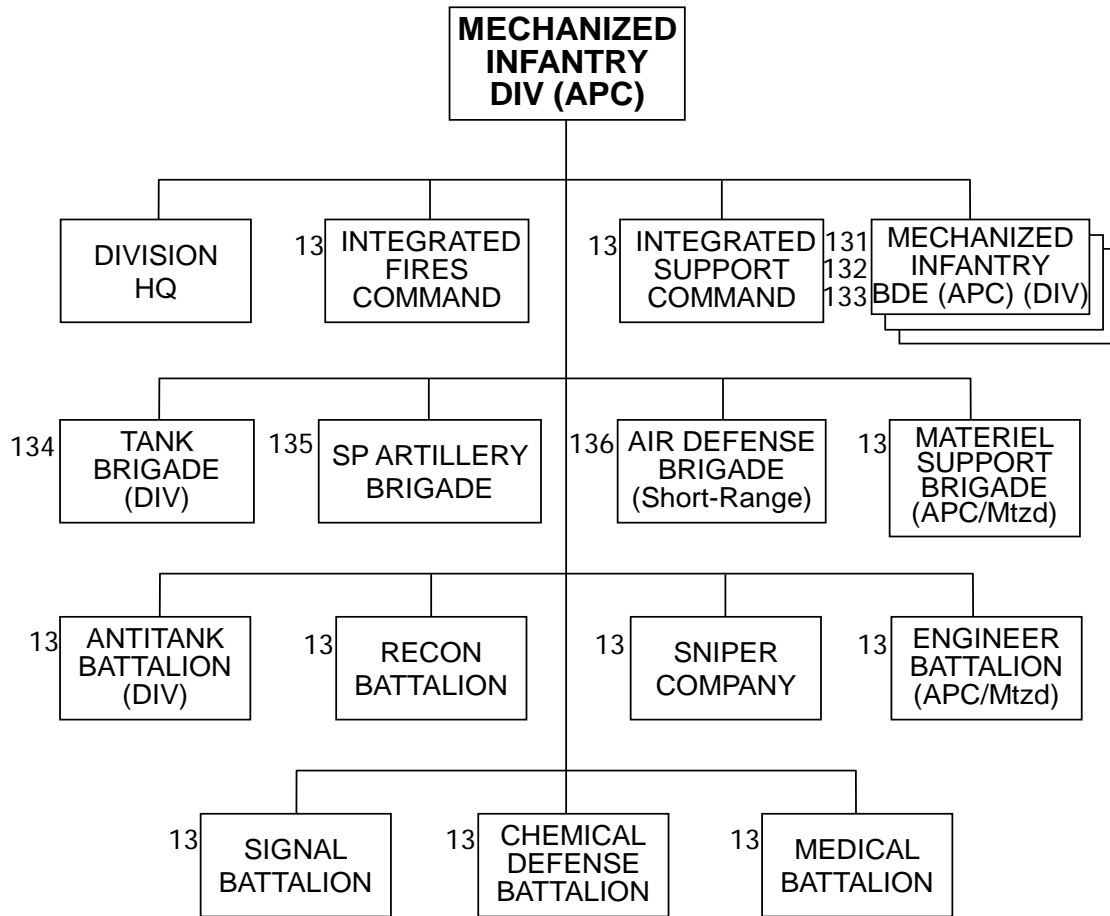 MECHANIZED
INFANTRY
DIV (APC)
DIVISION
HQ
13
INTEGRATED
FIRES
COMMAND
13
INTEGRATED
SUPPORT
COMMAND
131
132
133
MECHANIZED
INFANTRY
BDE (APC) (DIV)
134
TANK
BRIGADE
(DIV)
135
SP ARTILLERY
BRIGADE
136
AIR DEFENSE
BRIGADE
(Short-Range)
13
MATERIEL
SUPPORT
BRIGADE
(APC/Mtzd)
13
ANTITANK
BATTALION
(DIV)
13
RECON
BATTALION
13
SNIPER
COMPANY
13
ENGINEER
BATTALION
(APC/Mtzd)
13
SIGNAL
BATTALION
13
CHEMICAL
DEFENSE
BATTALION
13
MEDICAL
BATTALION